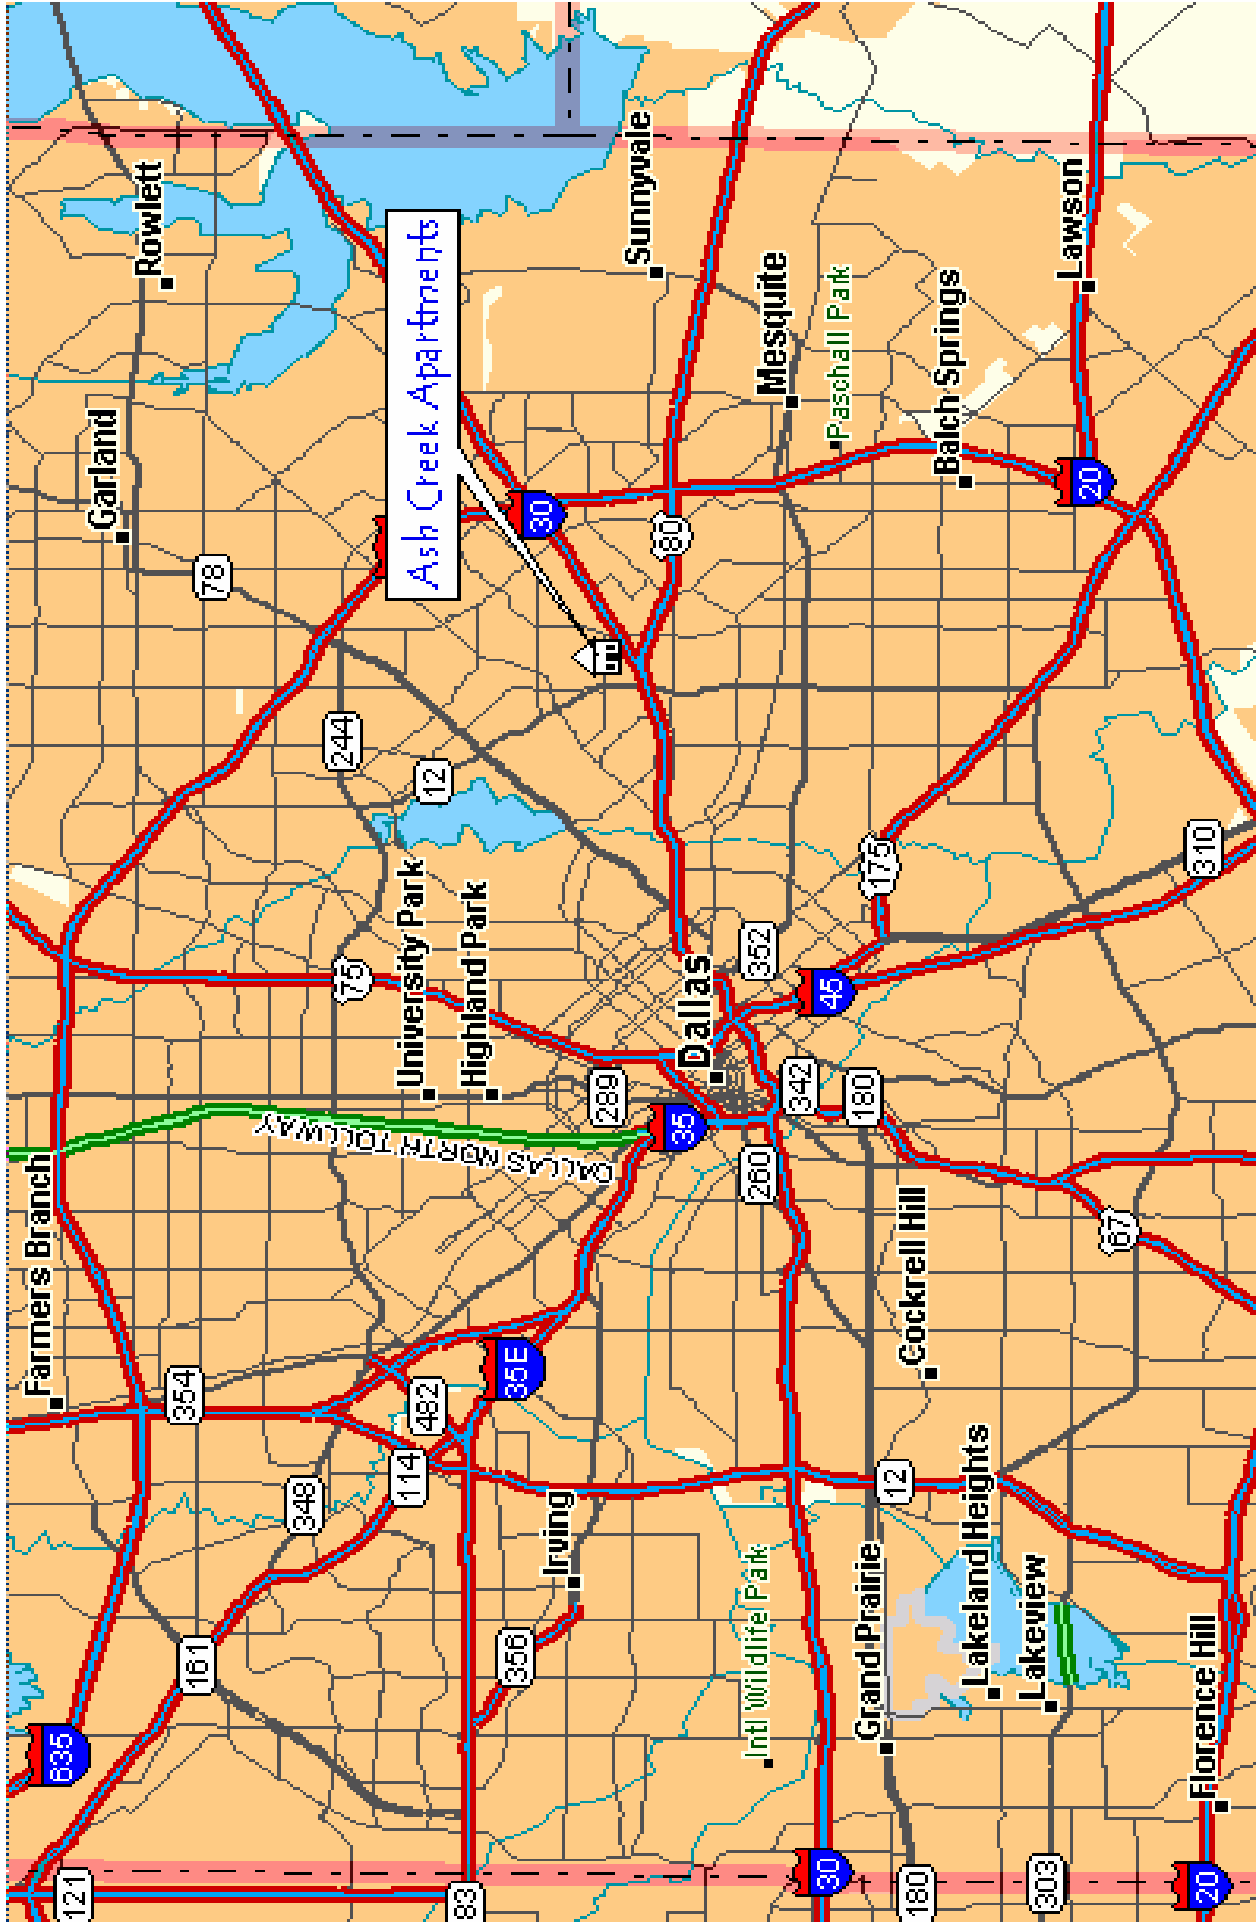 Farmers Branch
635
121
Garland
Rowlett
354
161
78
348
244
75
DALLAS NORTH TOLLWAY
114
University Park
482
Ash Creek Apartments
12
83
Highland Park
356
35E
30
Irving
289
Sunnyvale
80
35
Dallas
Intl Wildlife Park
260
352
Mesquite
342
30
45
Paschall Park
180
Grand Prairie
175
12
Cockrell Hill
180
Balch Springs
Lakeland Heights
Lakeview
303
Lawson
20
67
20
Florence Hill
310